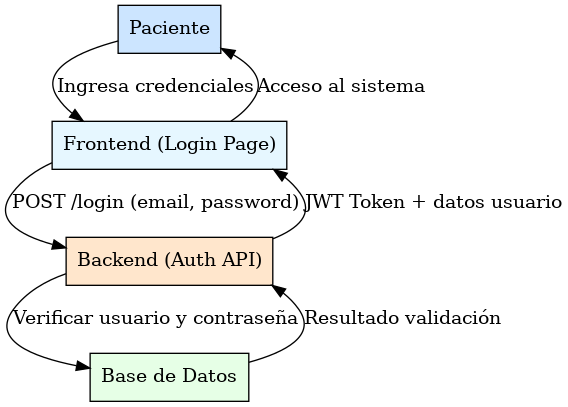 Paciente
Ingresa credenciales
Acceso al sistema
Frontend (Login Page)
POST /login (email, password)
JWT Token + datos usuario
Backend (Auth API)
Verificar usuario y contraseña
Resultado validación
Base de Datos